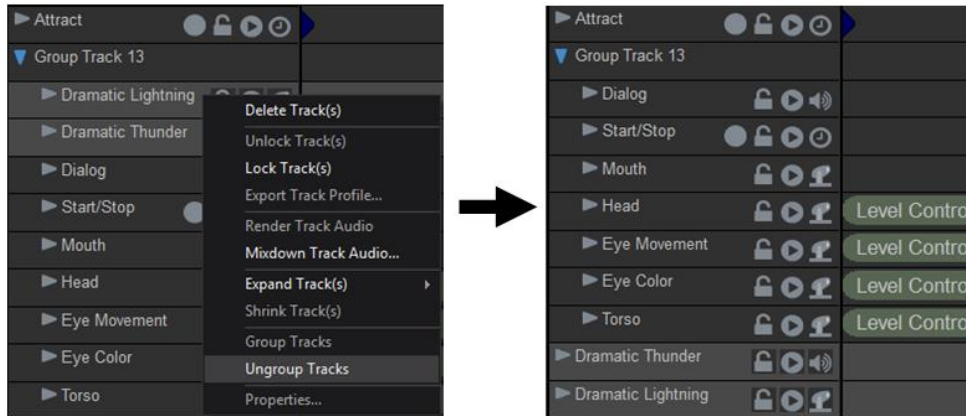 Attract
Group Track 13
Dramatic Lightning
Dramatic Thunder
Dialog
Start/Stop
Mouth
Head
Eye Movement
Eye Color
Torso
Delete Track(s)
Unlock Track(s)
Lock Track(s)
Export Track Profile...
Render Track Audio
Mixdown Track Audio...
Expand Track(s)
Shrink Track(s)
Group Tracks
Ungroup Tracks
Properties...
Attract
Group Track 13
Dialog
Start/Stop
Mouth
Head Level Contro
Eye Movement Level Contro
Eye Color Level Contro
Torso Level Contro
Dramatic Thunder
Dramatic Lightning